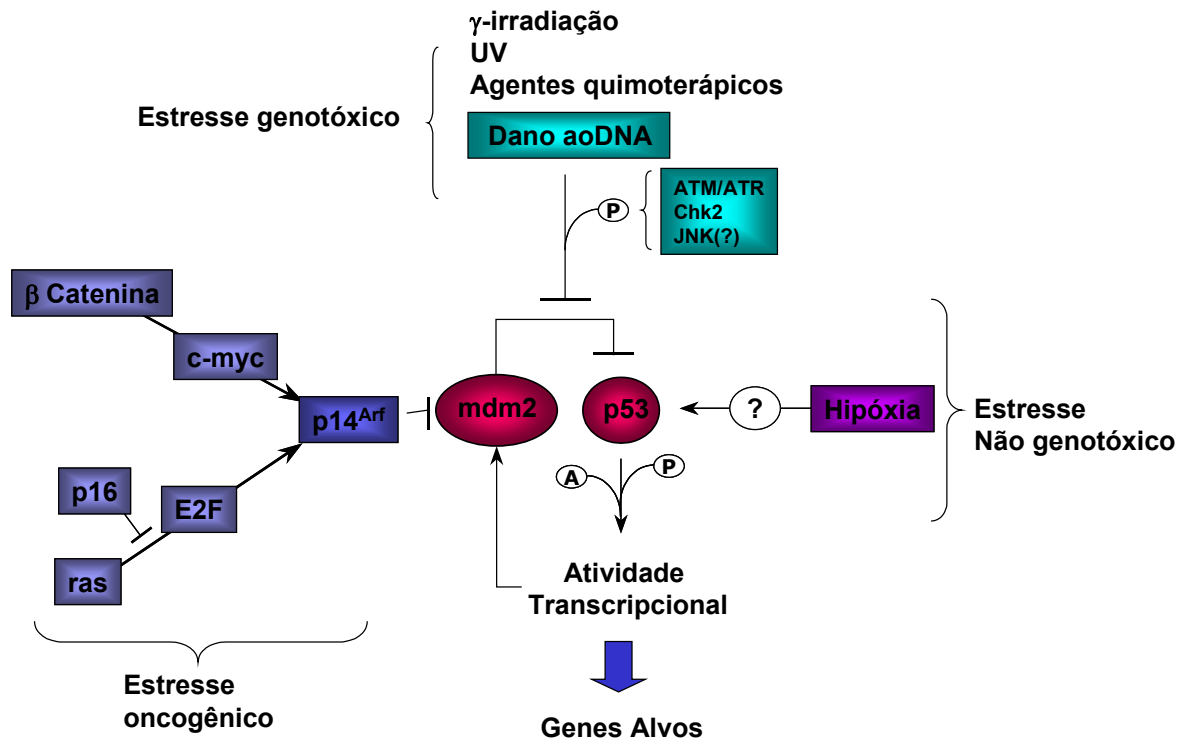 γ-irradiação
UV
Agentes quimoterápicos
Estresse genotóxico
Dano aoDNA
P
ATM/ATR
Chk2
JNK(?)
β Catenina
c-myc
p14Arf
mdm2
p53
?
Hipóxia
Estresse
Não genotóxico
p16
E2F
ras
A
P
Atividade
Transcripcional
Estresse
oncogênico
Genes Alvos